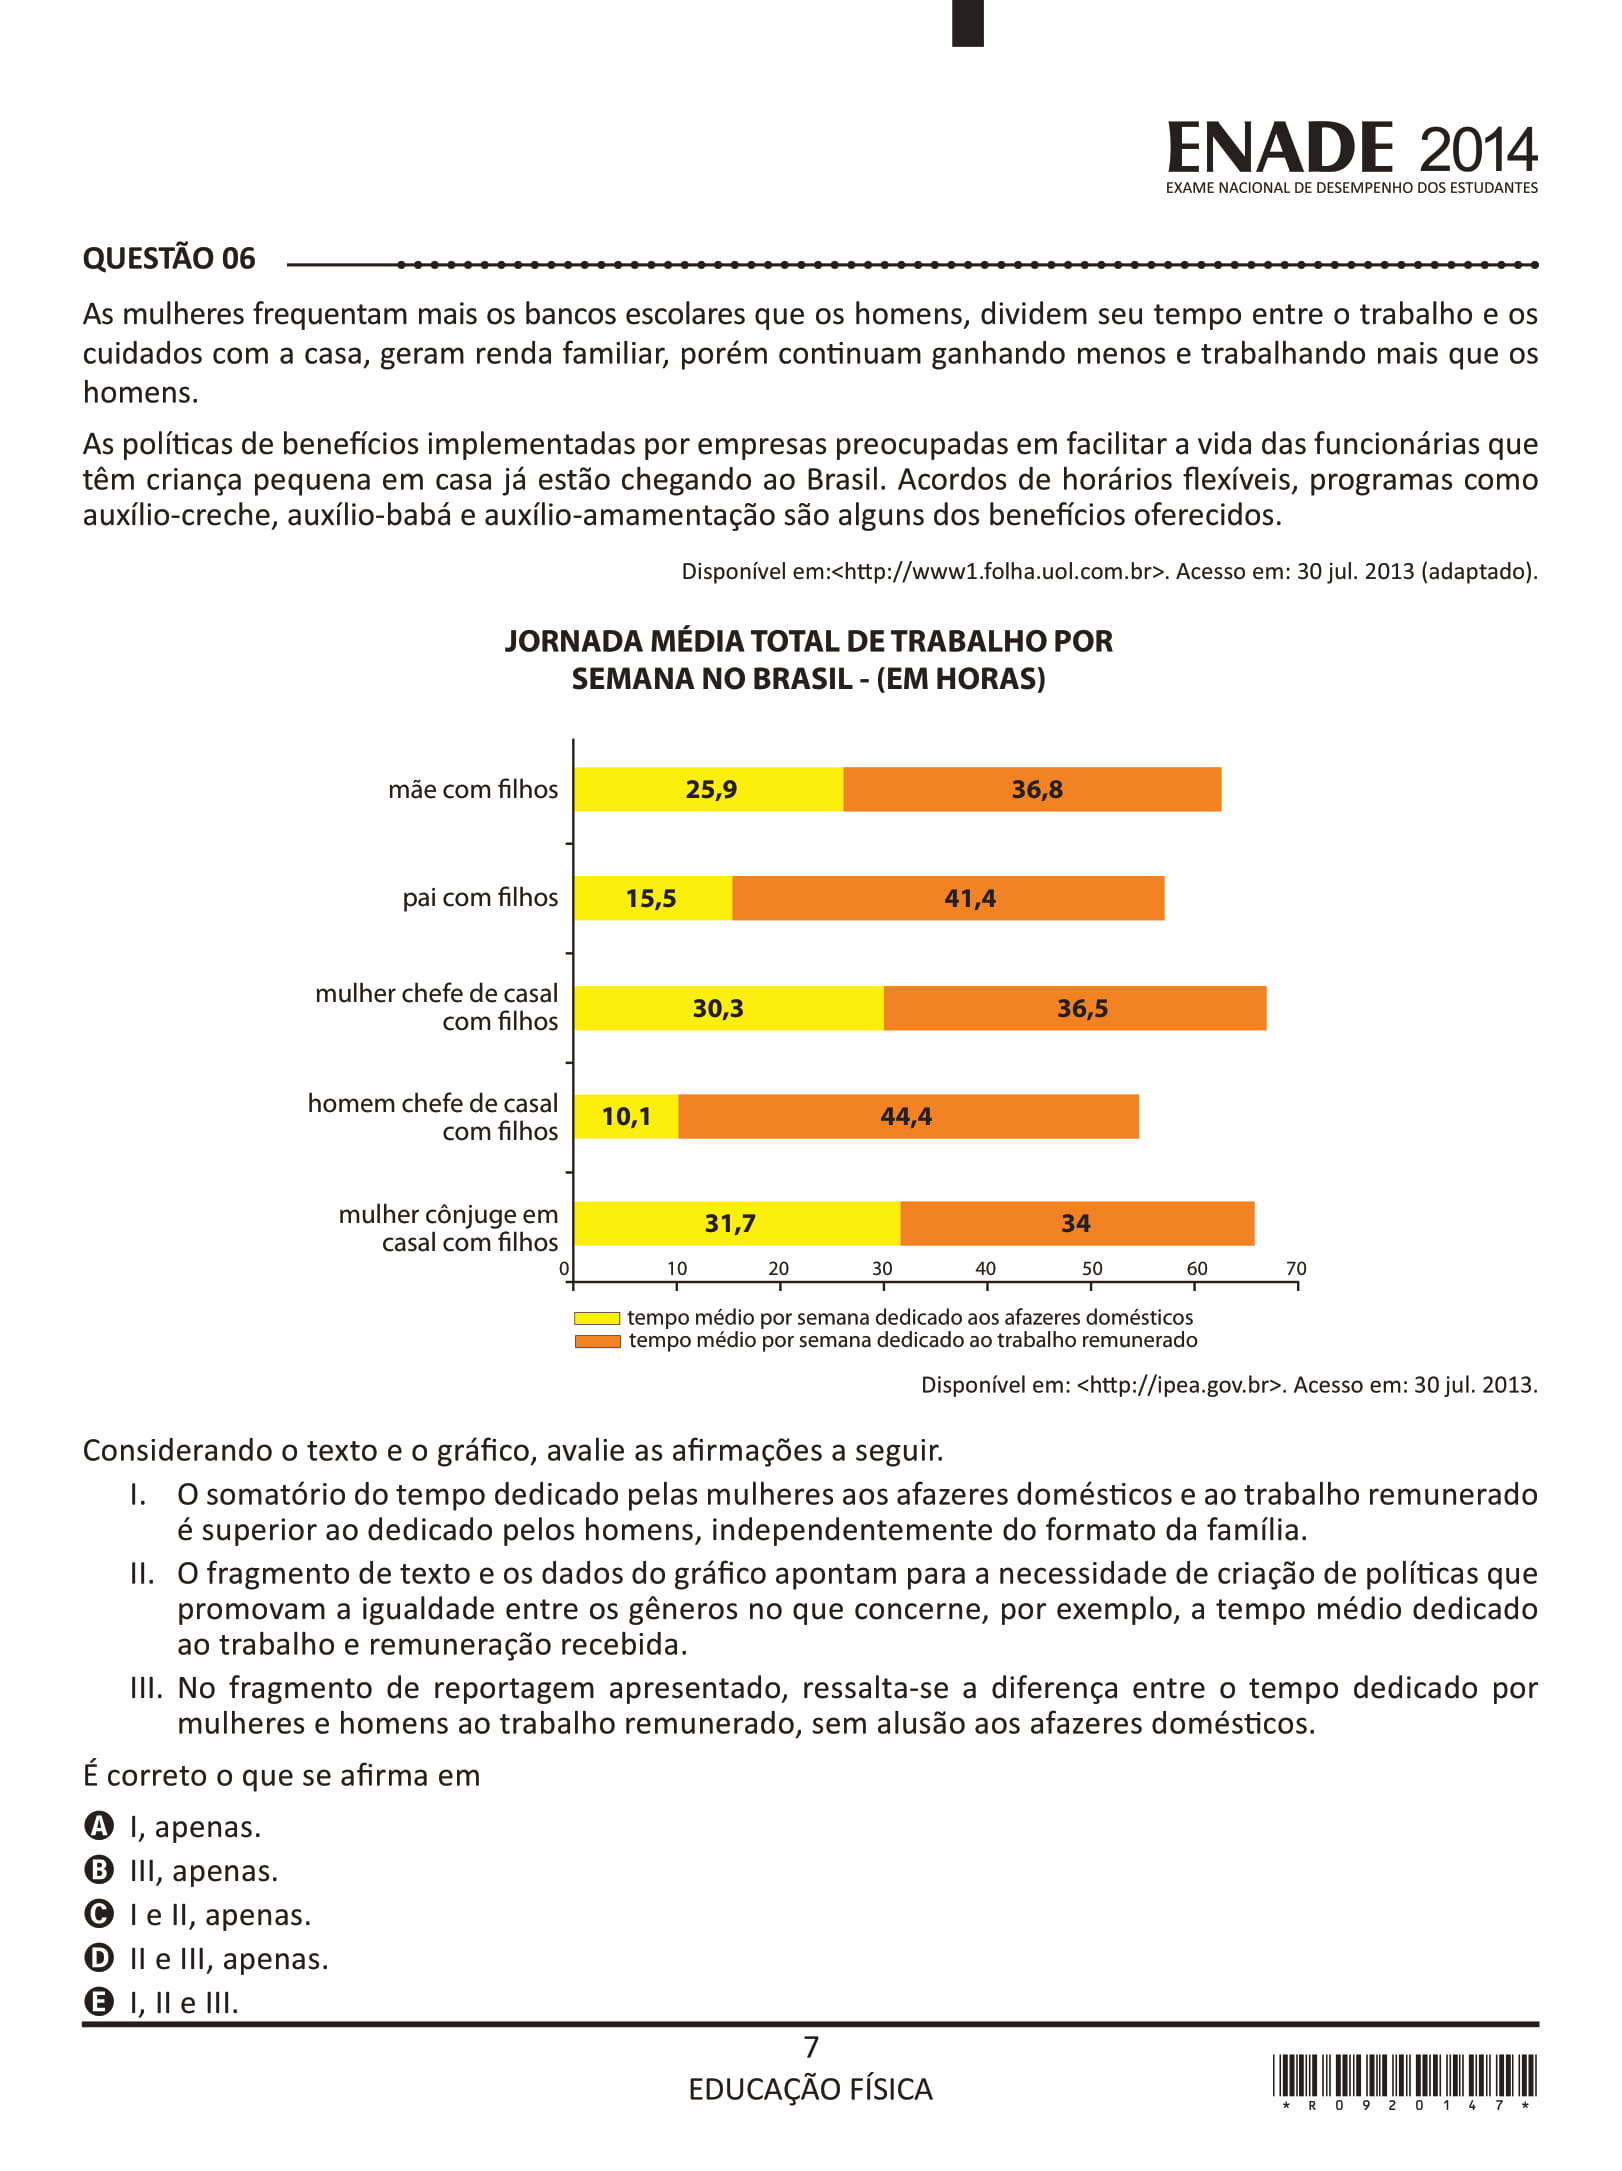 ENADE 2014
EXAME NACIONAL DE DESEMPENHO DOS ESTUDANTES
QUESTÃO 06
As mulheres frequentam mais os bancos escolares que os homens, dividem seu tempo entre o trabalho e os
cuidados com a casa, geram renda familiar, porém continuam ganhando menos e trabalhando mais que os
homens.
As políticas de benefícios implementadas por empresas preocupadas em facilitar a vida das funcionárias que
têm criança pequena em casa já estão chegando ao Brasil. Acordos de horários flexíveis, programas como
auxílio-creche, auxílio-babá e auxílio-amamentação são alguns dos benefícios oferecidos.
Disponível em:<http://www1.folha.uol.com.br>. Acesso em: 30 jul. 2013 (adaptado).
JORNADA MÉDIA TOTAL DE TRABALHO POR
SEMANA NO BRASIL - (EM HORAS)
mãe com filhos 25,9 36,8
pai com filhos 15,5 41,4
mulher chefe de casal
com filhos 30,3 36,5
homem chefe de casal
com filhos 10,1 44,4
mulher cônjuge em
casal com filhos 31,7 34
0 10 20 30 40 50 60 70
tempo médio por semana dedicado aos afazeres domésticos
tempo médio por semana dedicado ao trabalho remunerado
Disponível em: <http://ipea.gov.br>. Acesso em: 30 jul. 2013.
Considerando o texto e o gráfico, avalie as afirmações a seguir.
I. O somatório do tempo dedicado pelas mulheres aos afazeres domésticos e ao trabalho remunerado
é superior ao dedicado pelos homens, independentemente do formato da família.
II. O fragmento de texto e os dados do gráfico apontam para a necessidade de criação de políticas que
promovam a igualdade entre os gêneros no que concerne, por exemplo, a tempo médio dedicado
ao trabalho e remuneração recebida.
III. No fragmento de reportagem apresentado, ressalta-se a diferença entre o tempo dedicado por
mulheres e homens ao trabalho remunerado, sem alusão aos afazeres domésticos.
É correto o que se afirma em
A I, apenas.
B III, apenas.
C I e II, apenas.
D II e III, apenas.
E I, II e III.
7
EDUCAÇÃO FÍSICA
* R 0 9 2 0 1 4 7 *